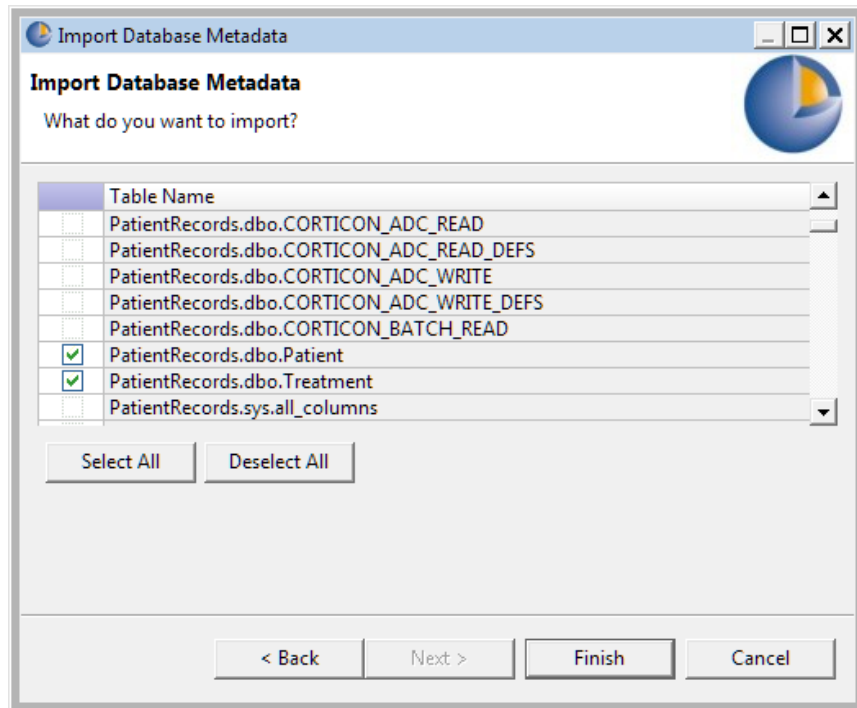 Import Database Metadata
Import Database Metadata
What do you want to import?
Table Name
PatientRecords.dbo.CORTICON_ADC_READ
PatientRecords.dbo.CORTICON_ADC_READ_DEFS
PatientRecords.dbo.CORTICON_ADC_WRITE
PatientRecords.dbo.CORTICON_ADC_WRITE_DEFS
PatientRecords.dbo.CORTICON_BATCH_READ
PatientRecords.dbo.Patient
PatientRecords.dbo.Treatment
PatientRecords.sys.all_columns
Select All Deselect All
< Back Next > Finish Cancel